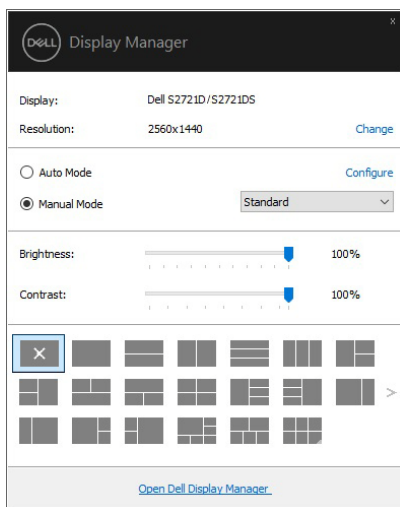 x
DELL Display Manager
Display: Dell S2721D/S2721DS
Resolution: 2560x1440 Change
Auto Mode Configure
Manual Mode Standard
Brightness: 100%
Contrast: 100%
Open Dell Display Manager